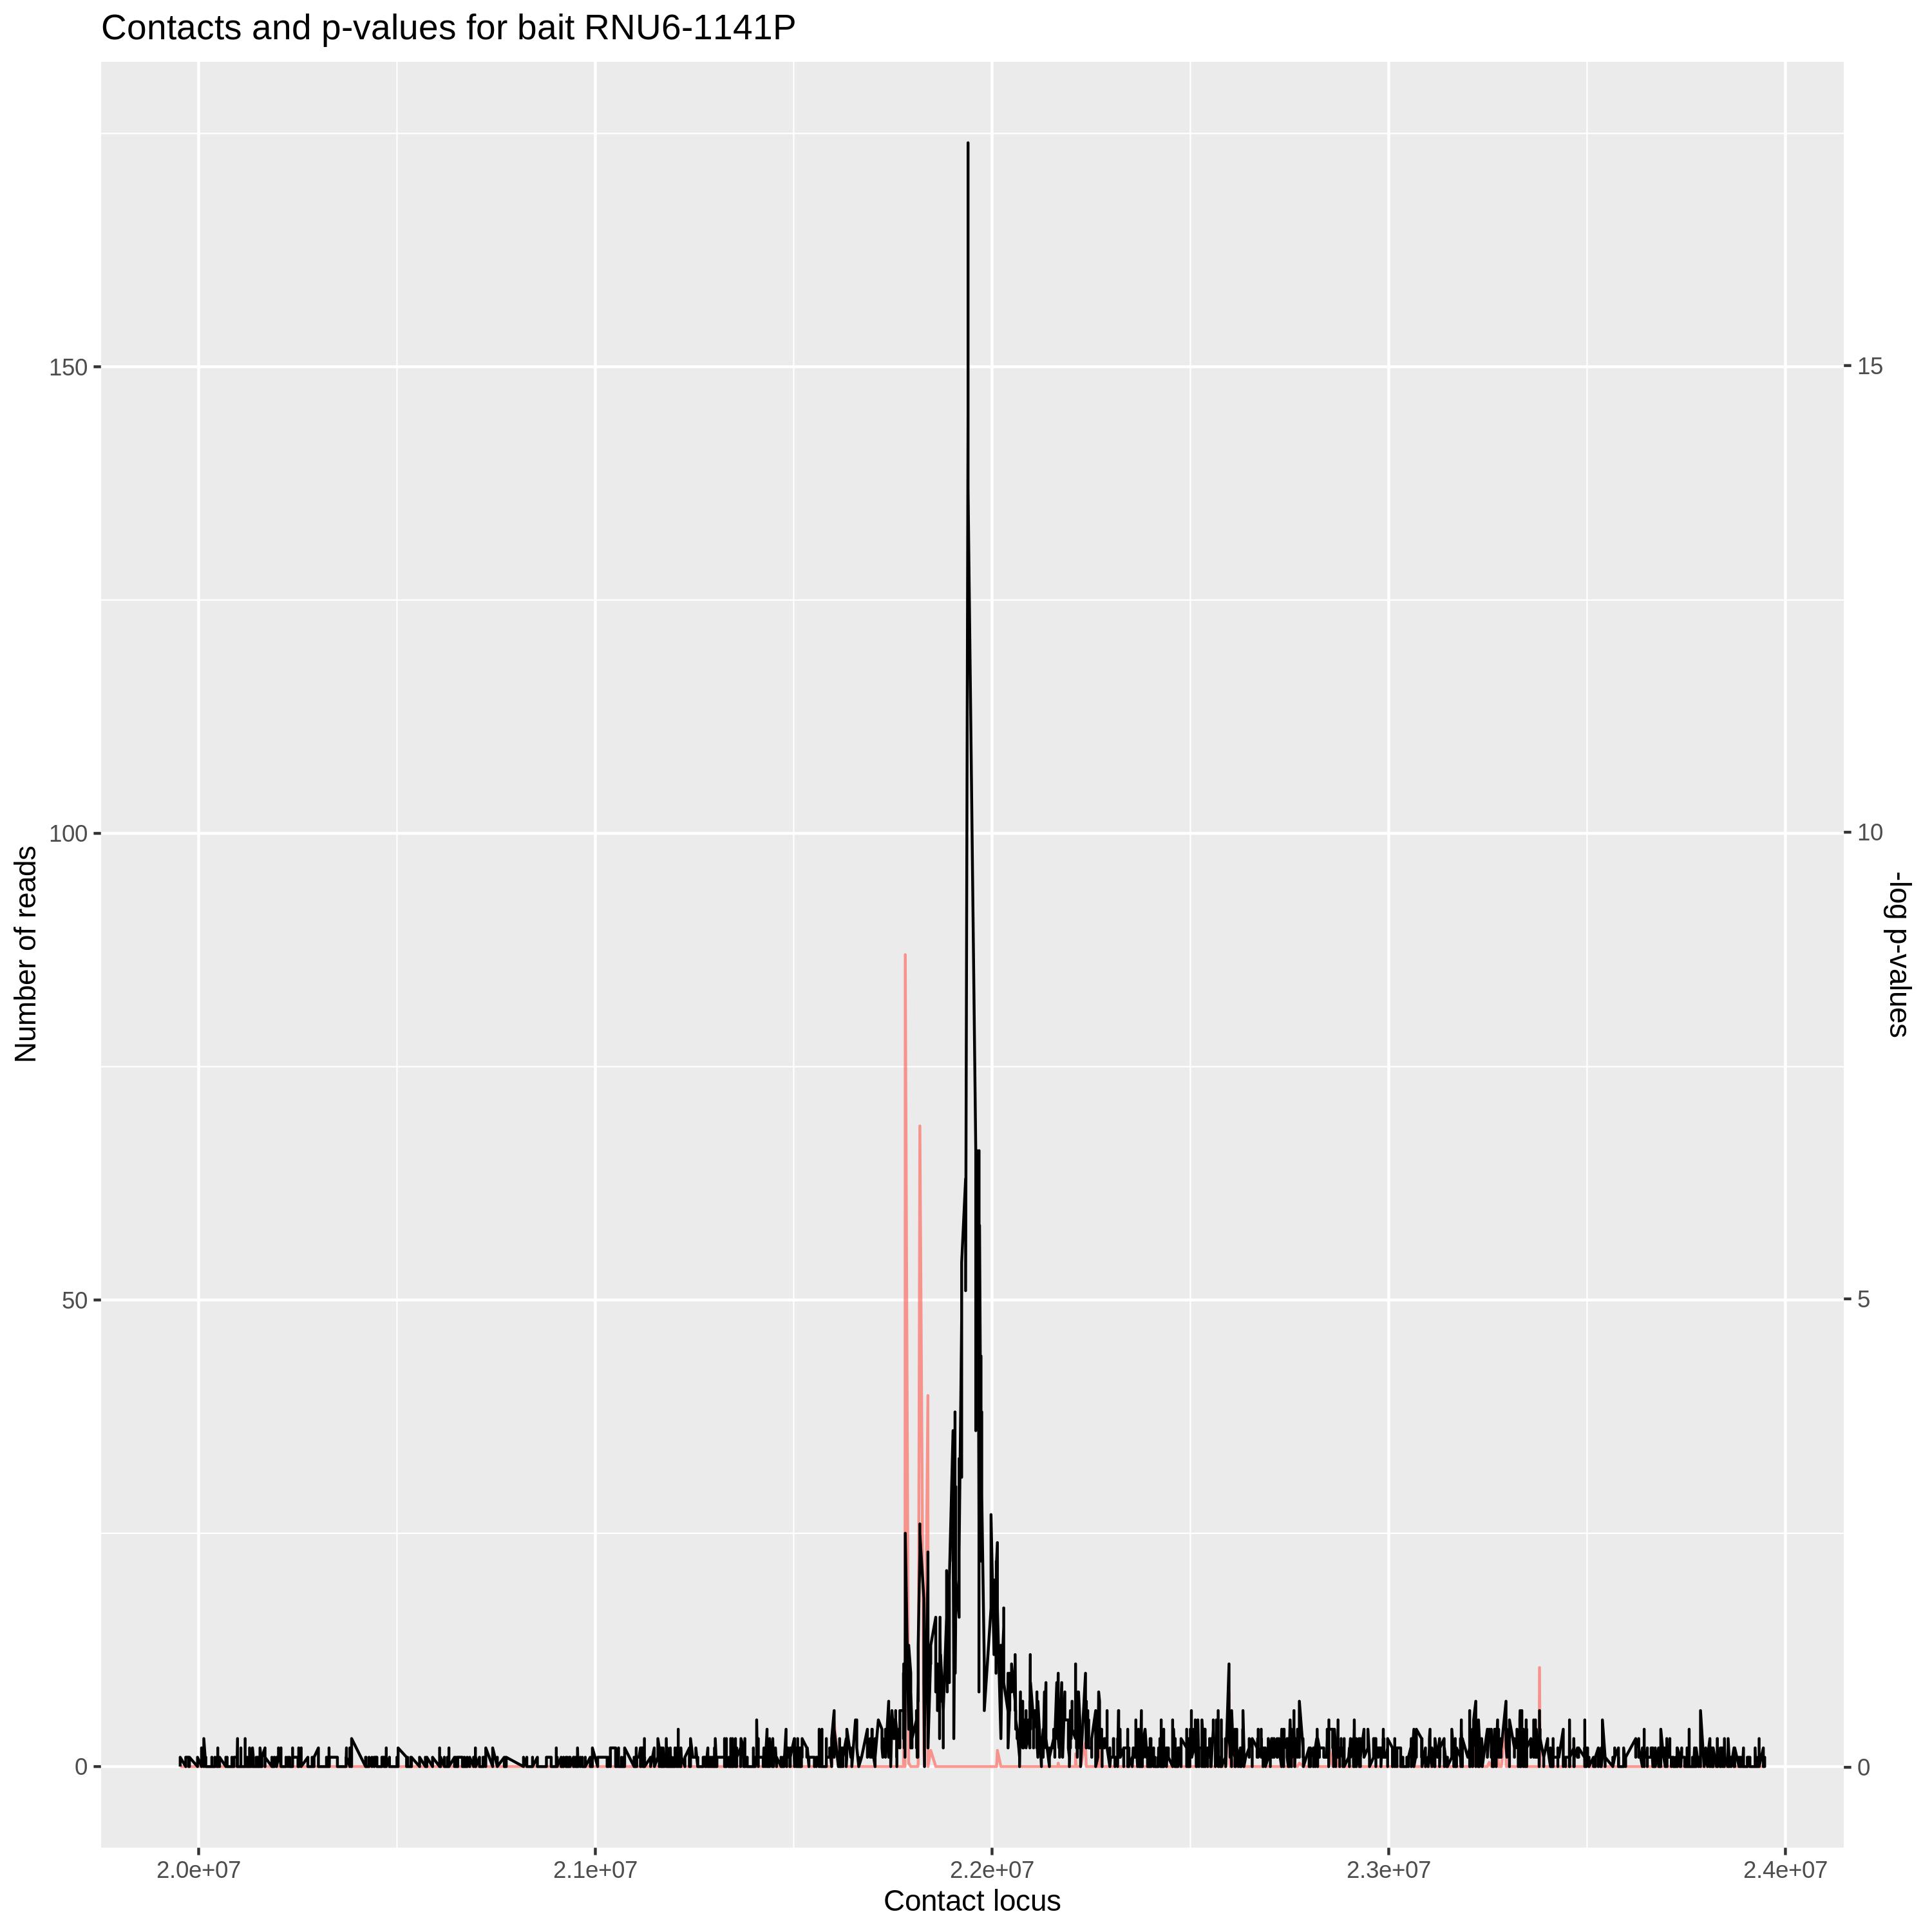 Contacts and p-values for bait RNU6-1141P
150
100
50
0
15
10
5
0
Number of reads
-log p-values
2.0e+07
2.1e+07
2.2e+07
2.3e+07
2.4e+07
Contact locus